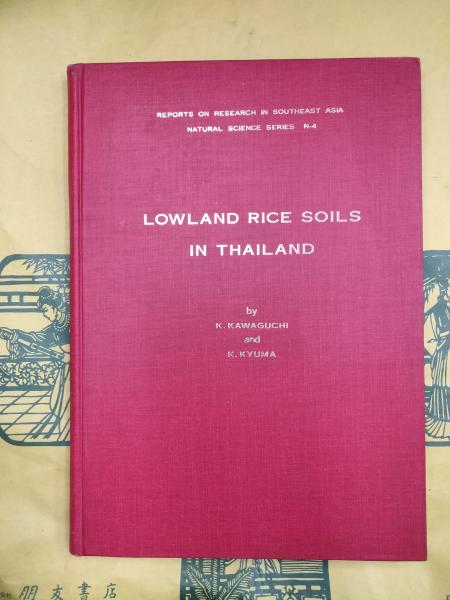 REPORTS ON RESEARCH IN SOUTHEAST ASIA
NATURAL SCIENCE SERIES N-4
LOWLAND RICE SOILS
IN THAILAND
by
K. KAWAGUCHI
and
K. KYUMA
朋友書店